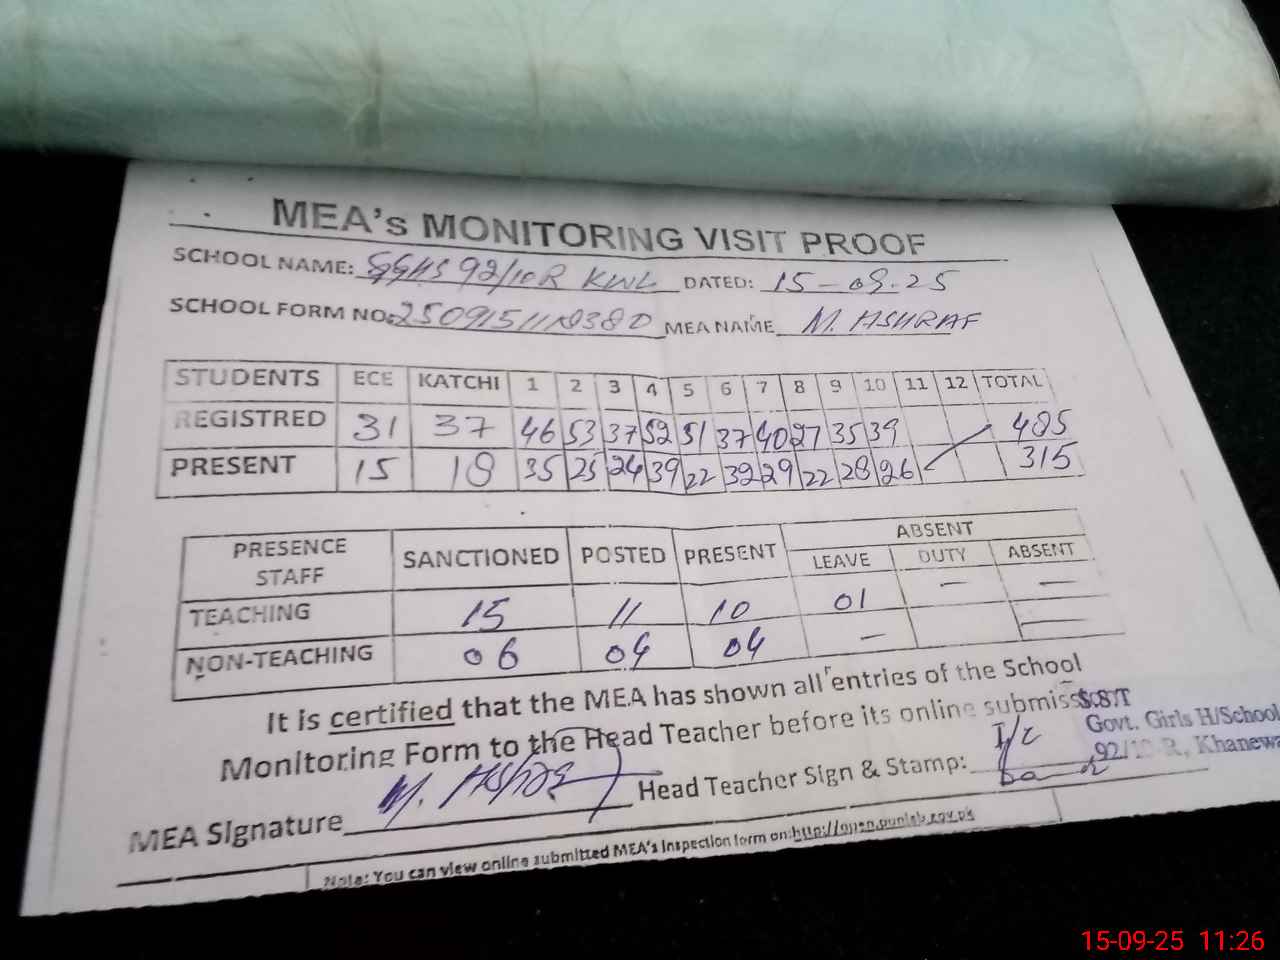 MEA's MONITORING VISIT PROOF
SCHOOL NAME: GGHS 92/10R KWL DATED: 15-09-25
SCHOOL FORM NO: MEA NAME M. ASHRAF
STUDENTS ECE KATCHI 1 2 3 4 5 6 7 8 9 10 11 12 TOTAL
REGISTRED 31 37 46 53 37 52 51 37 40 27 35 39 485
PRESENT 15 18 35 25 24 39 22 32 29 22 28 26 315
PRESENCE STAFF SANCTIONED POSTED PRESENT ABSENT
LEAVE DUTY ABSENT
TEACHING 15 11 10 01 — —
NON-TEACHING 06 04 04 — —
It is certified that the MEA has shown all entries of the School
Monitoring Form to the Head Teacher before its online
MEA Signature M. Ashraf Head Teacher Sign & Stamp: I/c
Govt. Girls H/School
Note: You can view online submitted MEA's Inspection form on:http://open.punjab.gov.pk
15-09-25 11:26